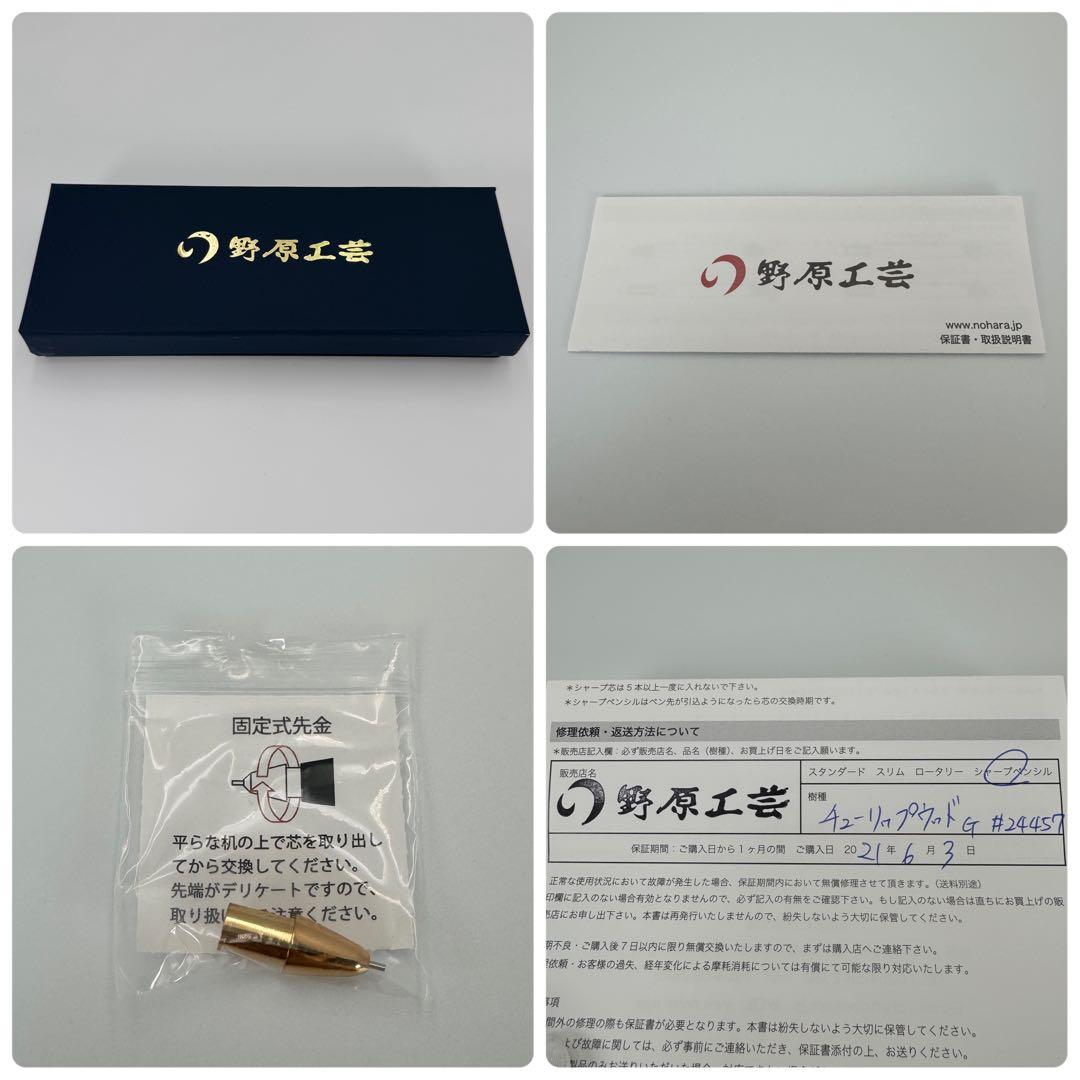 野原工芸
野原工芸
www.nohara.jp
保証書・取扱説明書
固定式先金
平らな机の上で芯を取り出し
てから交換してください。
先端がデリケートですので、
取り扱い
注意ください。
＊シャープ芯は5本以上一度に入れないで下さい。
＊シャープペンシルはペン先が引込ようになったら芯の交換時期です。
修理依頼・返送方法について
＊販売店記入欄：必ず販売店名、品名（樹種）、お買上げ日をご記入願います。
販売店名
野原工芸
スタンダード スリム ロータリー シャープペンシル
樹種
チューリップウッド G #24457
保証期間：ご購入日から1ヶ月の間 ご購入日 2021年6月3日
正常な使用状況において故障が発生した場合、保証期間内において無償修理させて頂きます。（送料別途）
印欄に記入のない場合有効となりませんので、必ず記入の有無をご確認下さい。もし記入のない場合は直ちにお買上げの販
売店にお申し出下さい。本書は再発行いたしませんので、紛失しないよう大切に保管してください。
期不良・ご購入後7日以内に限り無償交換いたしますので、まずは購入店へご連絡下さい。
理依頼・お客様の過失、経年変化による摩耗消耗については有償にて可能な限り対応いたします。
事項
間外の修理の際も保証書が必要となります。本書は紛失しないよう大切に保管してください。
よび故障に関しては、必ず事前にご連絡いただき、保証書添付の上、お送りください。